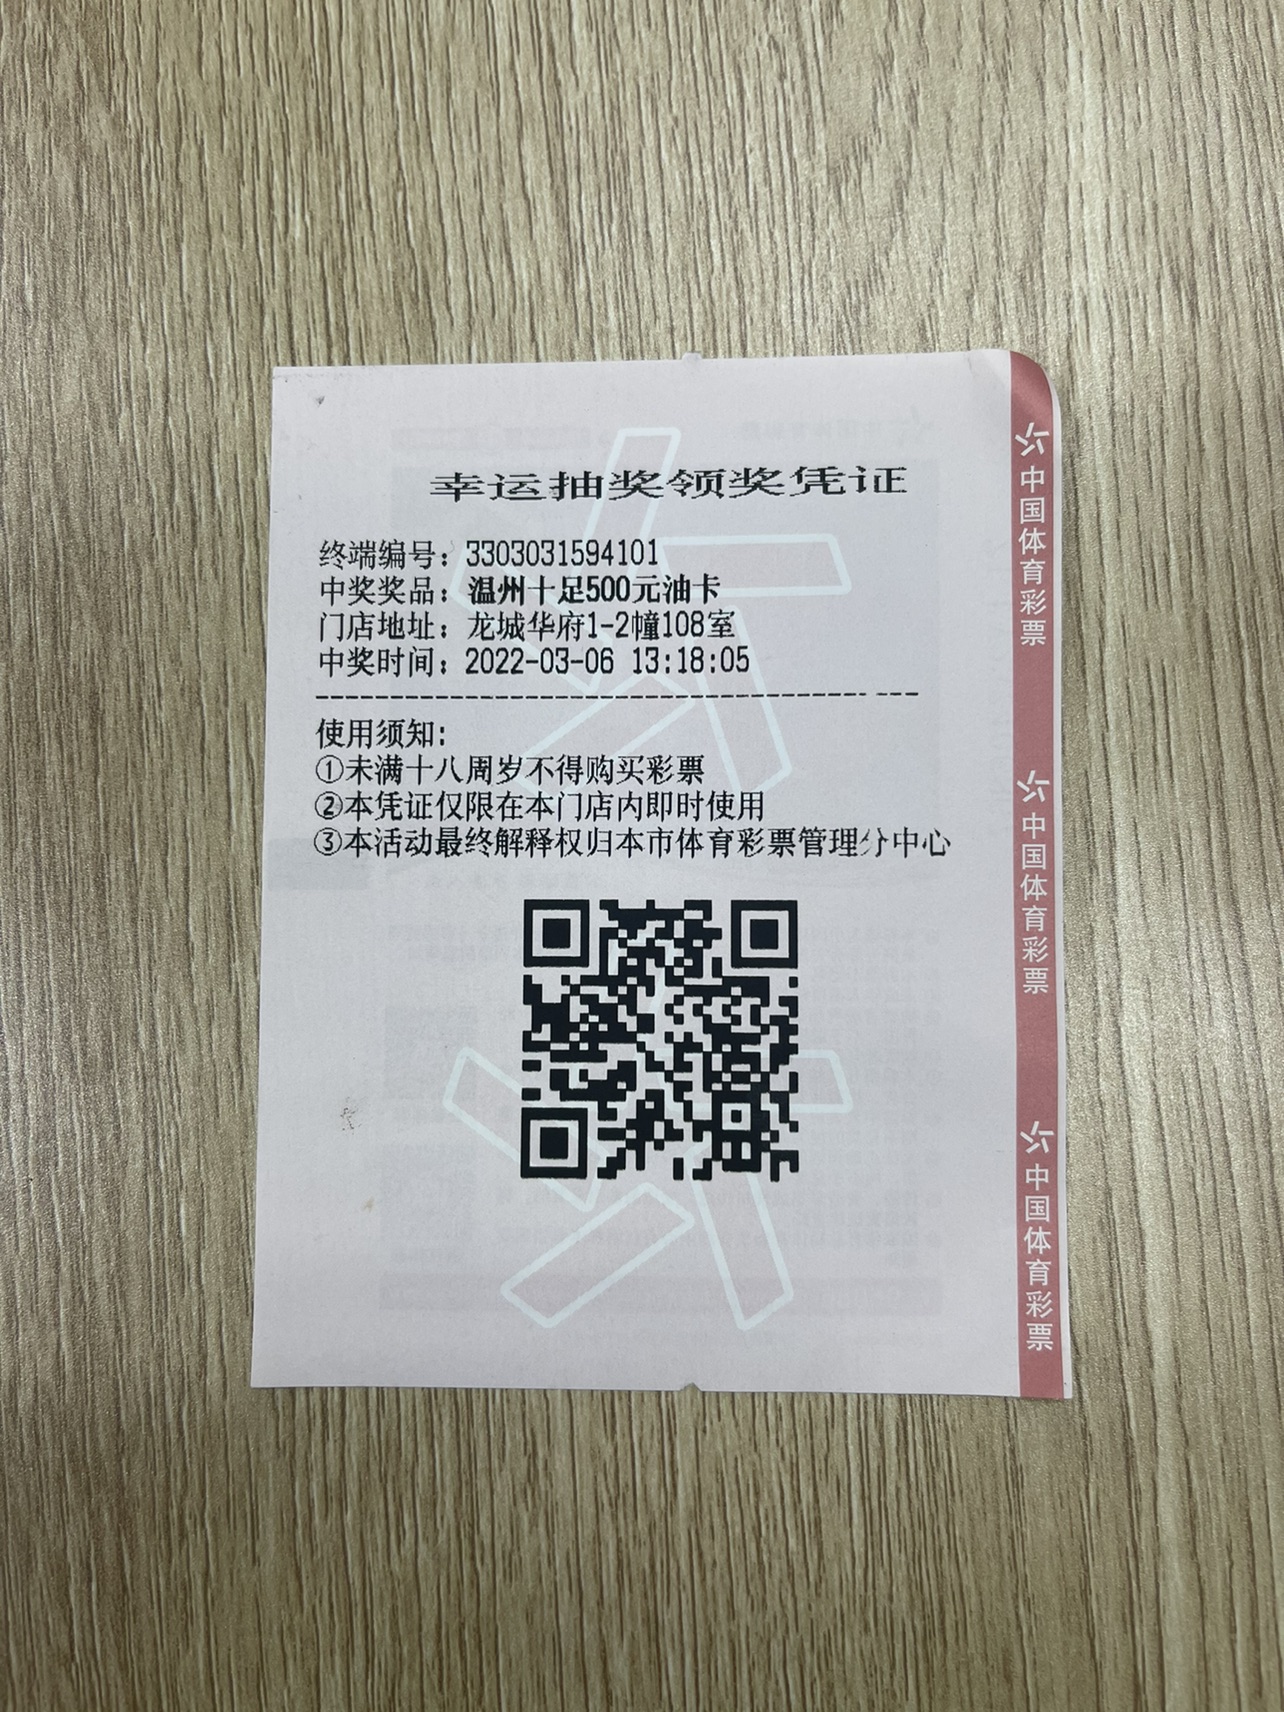 幸运抽奖领奖凭证
终端编号：3303031594101
中奖奖品：温州十足500元油卡
门店地址：龙城华府1-2幢108室
中奖时间：2022-03-06 13:18:05
使用须知:
①未满十八周岁不得购买彩票
②本凭证仅限在本门店内即时使用
③本活动最终解释权归本市体育彩票管理分中心
中国体育彩票
中国体育彩票
中国体育彩票